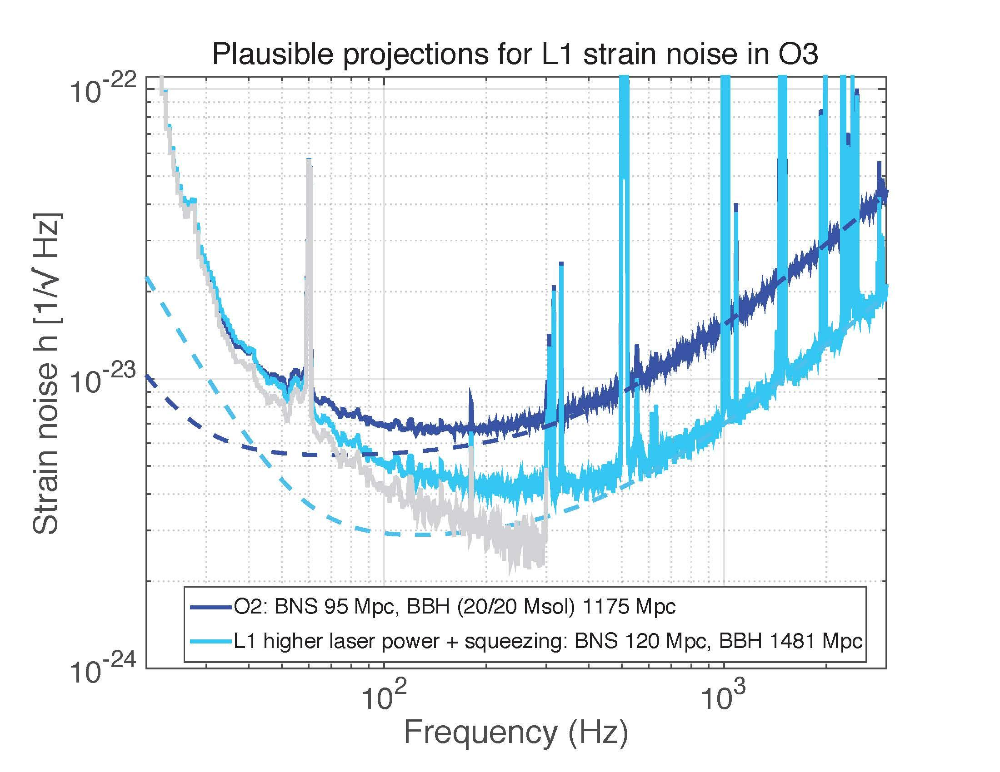 Plausible projections for L1 strain noise in O3
10-22
10-23
10-24
Strain noise h [1/√ Hz]
O2: BNS 95 Mpc, BBH (20/20 Msol) 1175 Mpc
L1 higher laser power + squeezing: BNS 120 Mpc, BBH 1481 Mpc
102
103
Frequency (Hz)